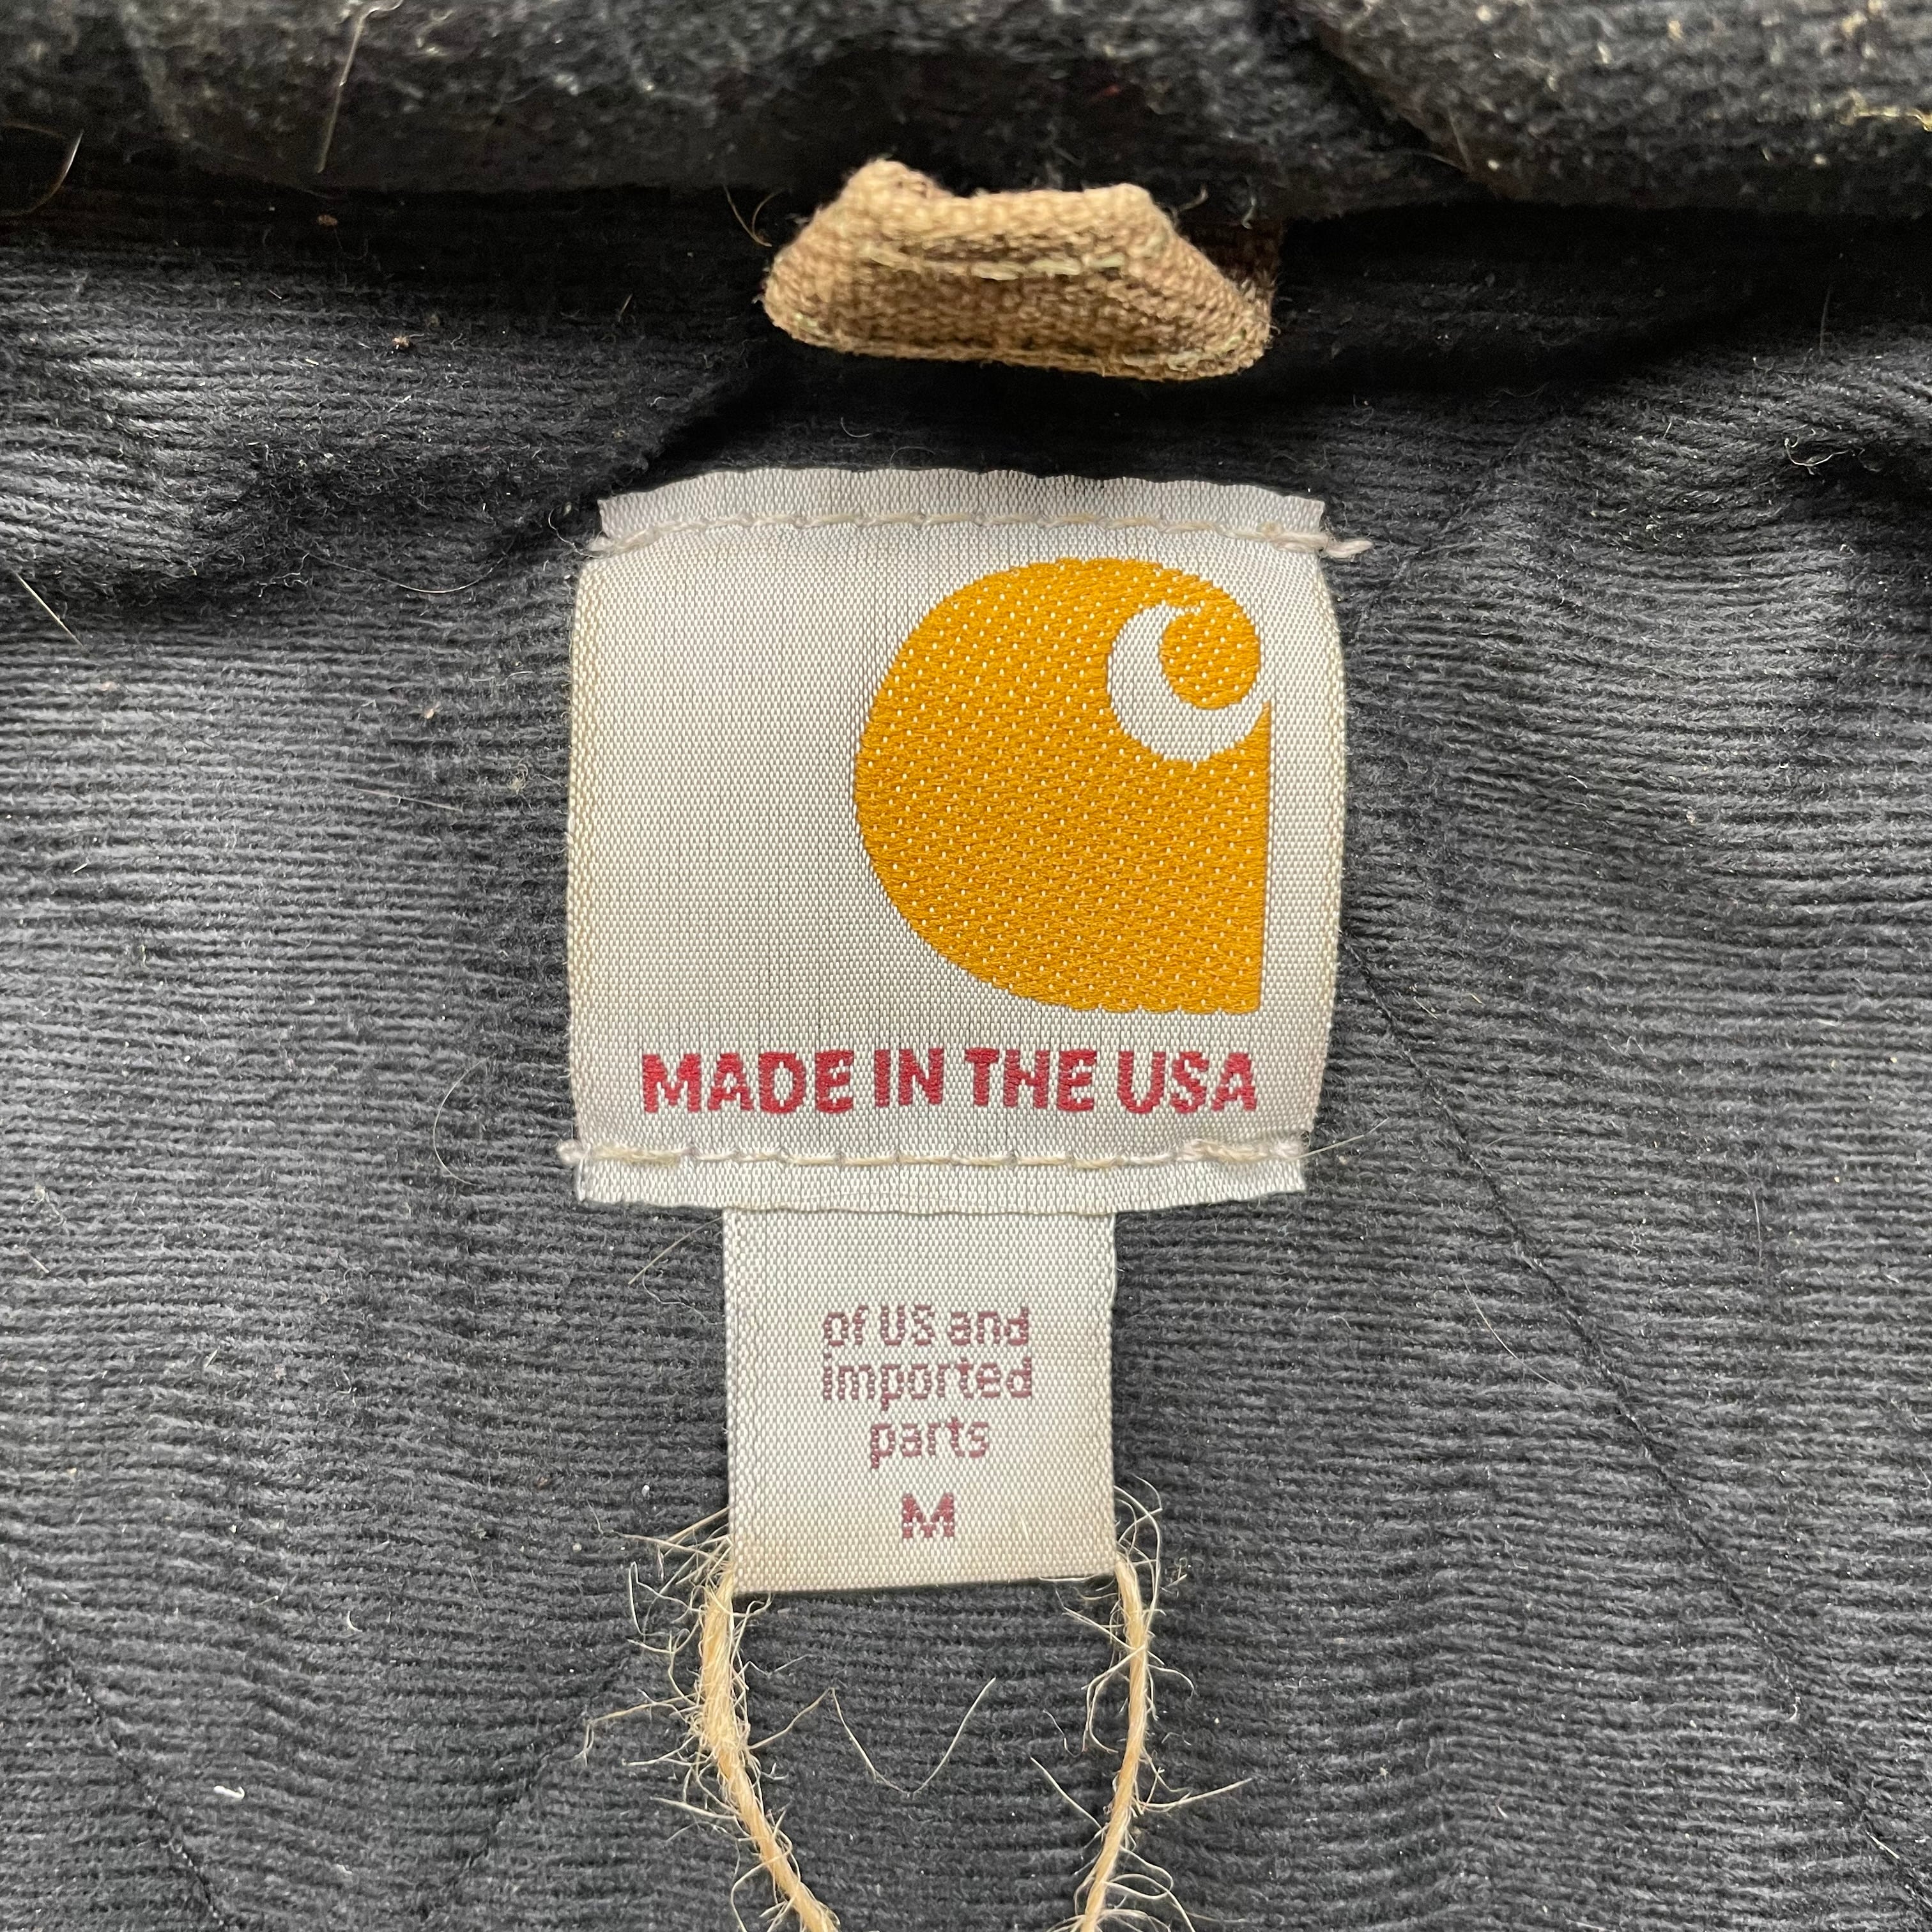 MADE IN THE USA
of US and
imported
parts
M